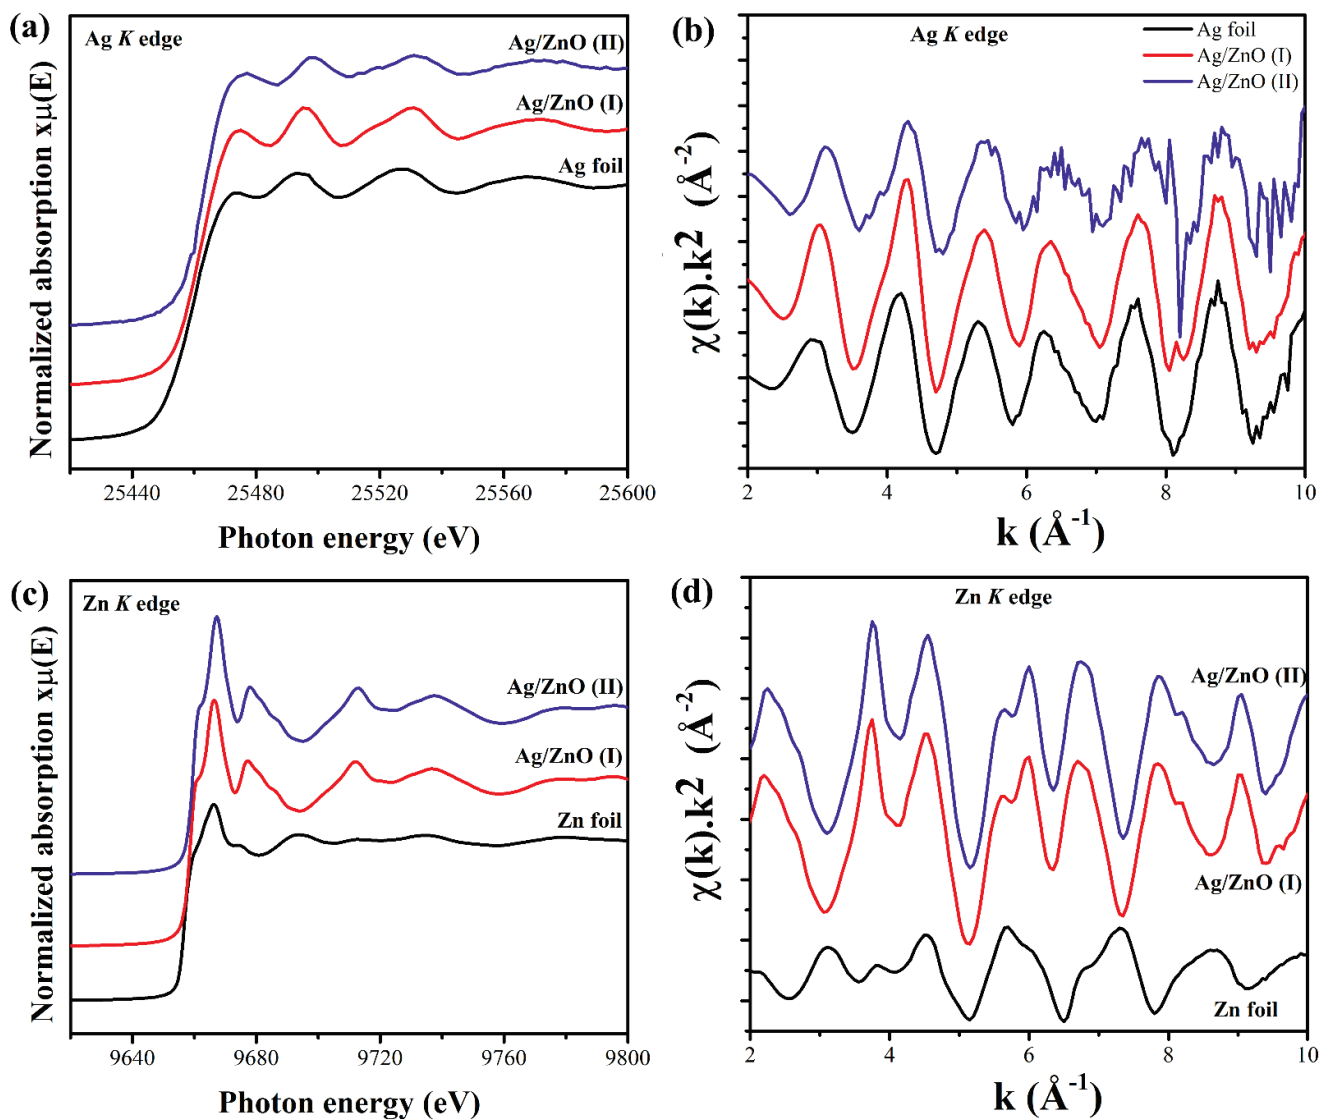 (a)
Ag K edge
Ag/ZnO (II)
Ag/ZnO (I)
Ag foil
Normalized absorption xμ(E)
25440 25480 25520 25560 25600
Photon energy (eV)
(b)
Ag K edge
Ag foil
Ag/ZnO (I)
Ag/ZnO (II)
χ(k).k² (Å⁻²)
2 4 6 8 10
k (Å⁻¹)
(c)
Zn K edge
Ag/ZnO (II)
Ag/ZnO (I)
Zn foil
Normalized absorption xμ(E)
9640 9680 9720 9760 9800
Photon energy (eV)
(d)
Zn K edge
Ag/ZnO (II)
Ag/ZnO (I)
Zn foil
χ(k).k² (Å⁻²)
2 4 6 8 10
k (Å⁻¹)